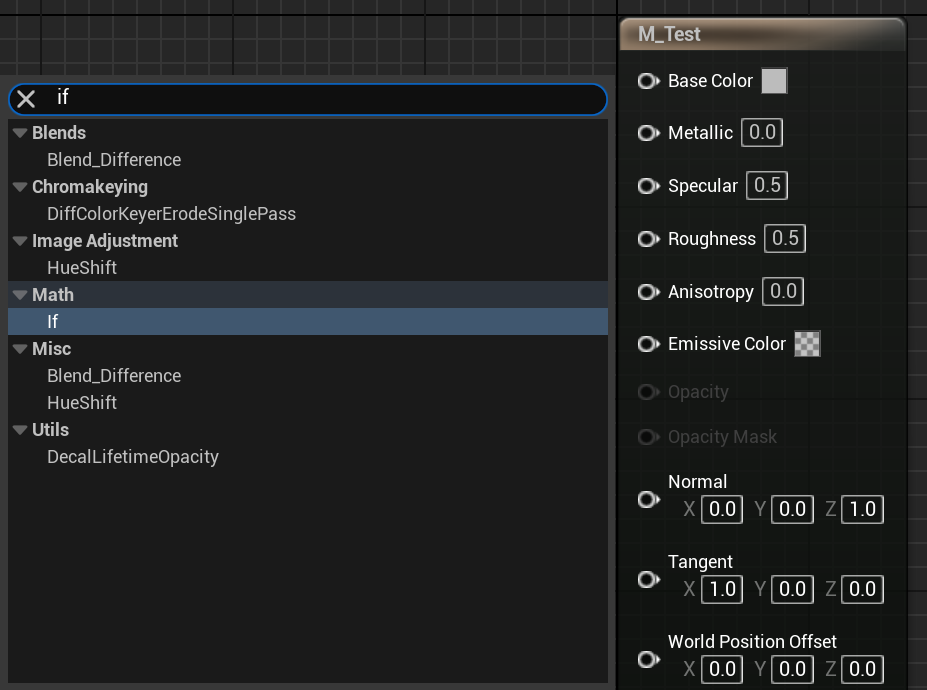 if
Blends
Blend_Difference
Chromakeying
DiffColorKeyerErodeSinglePass
Image Adjustment
HueShift
Math
If
Misc
Blend_Difference
HueShift
Utils
DecalLifetimeOpacity
M_Test
Base Color
Metallic 0.0
Specular 0.5
Roughness 0.5
Anisotropy 0.0
Emissive Color
Opacity
Opacity Mask
Normal
X 0.0 Y 0.0 Z 1.0
Tangent
X 1.0 Y 0.0 Z 0.0
World Position Offset
X 0.0 Y 0.0 Z 0.0